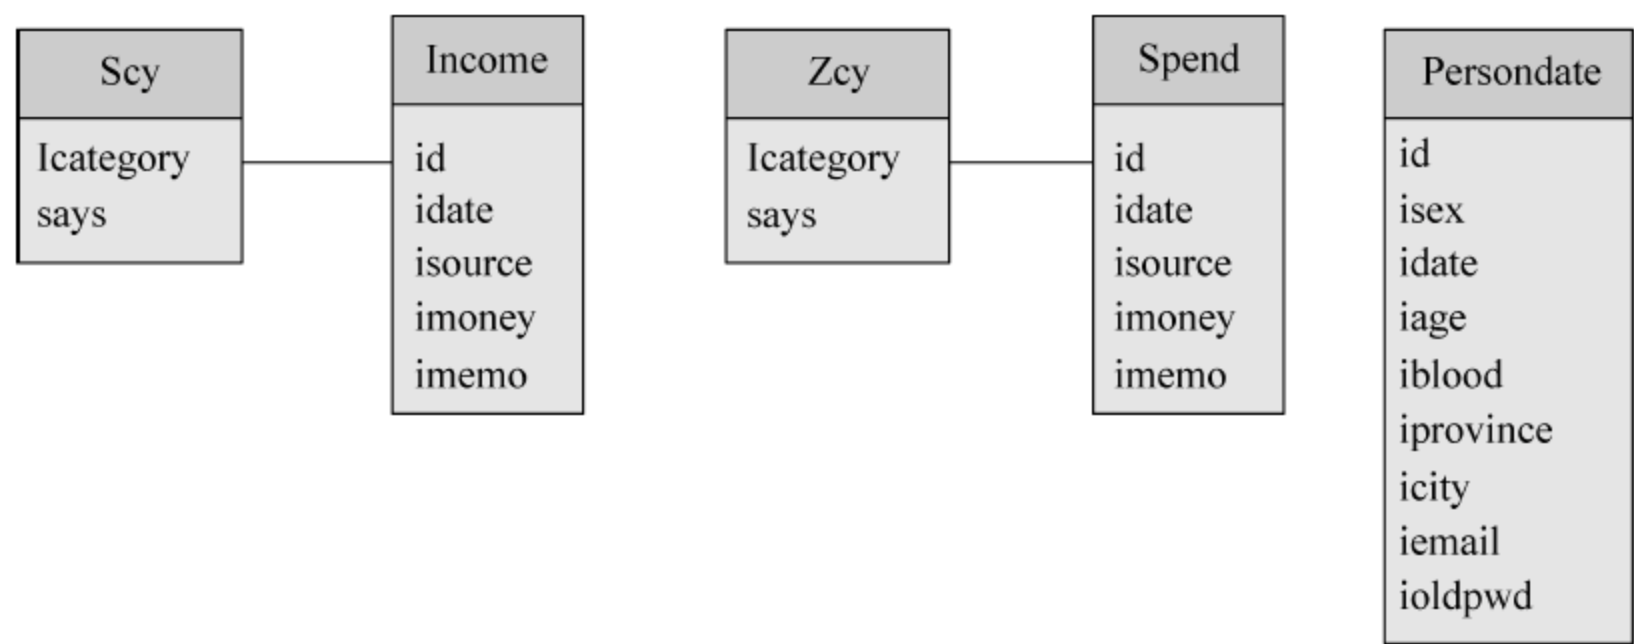 Scy
Icategory
says
Income
id
idate
isource
imoney
imemo
Zcy
Icategory
says
Spend
id
idate
isource
imoney
imemo
Persondate
id
isex
idate
iage
iblood
iprovince
icity
iemail
ioldpwd